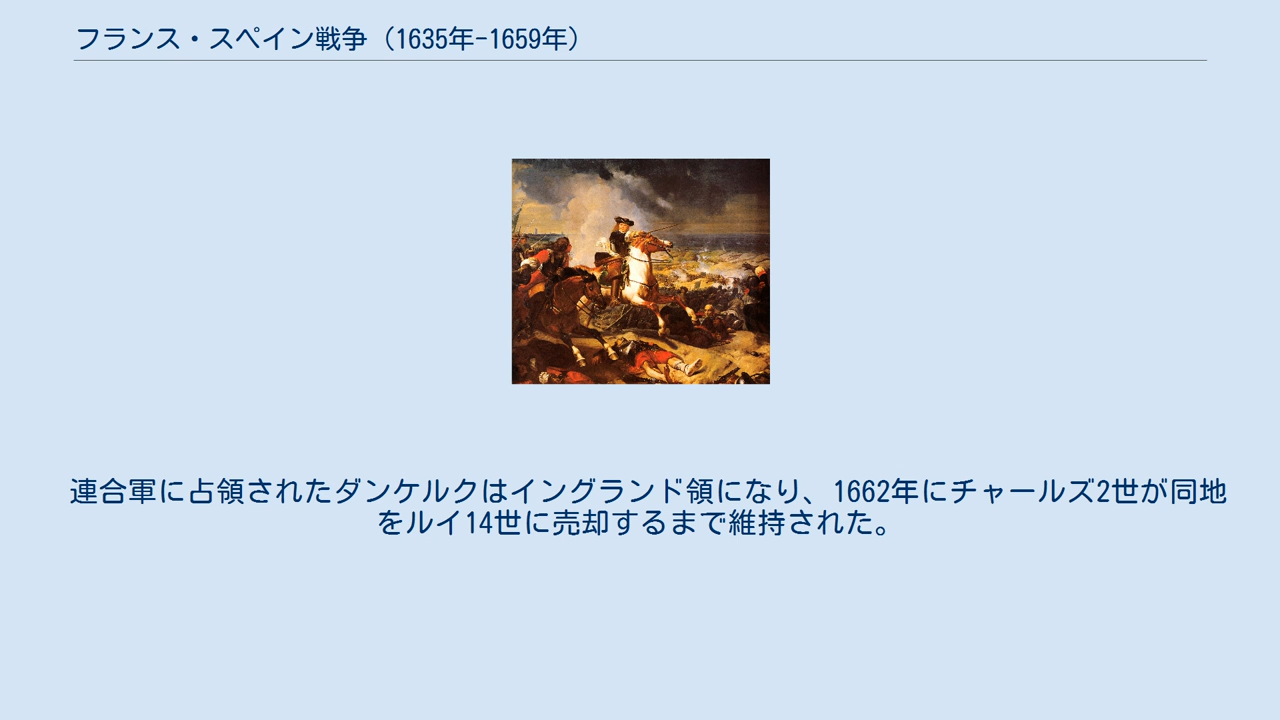 フランス・スペイン戦争（1635年-1659年）
連合軍に占領されたダンケルクはイングランド領になり、1662年にチャールズ2世が同地
をルイ14世に売却するまで維持された。